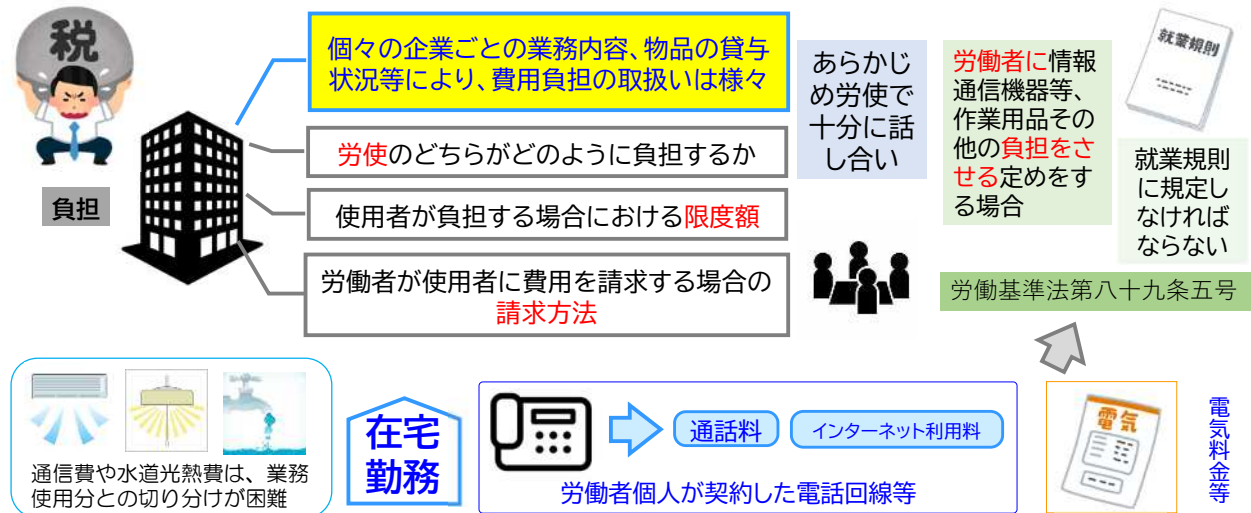 税
負担
個々の企業ごとの業務内容、物品の貸与
状況等により、費用負担の取扱いは様々
労使のどちらがどのように負担するか
使用者が負担する場合における限度額
労働者が使用者に費用を請求する場合の
請求方法
あらかじ
め労使で
十分に話
し合い
労働者に情報
通信機器等、
作業用品その
他の負担をさ
せる定めをす
る場合
就業規則
就業規則
に規定し
なければ
ならない
労働基準法第八十九条五号
通信費や水道光熱費は、業務
使用分との切り分けが困難
在宅
勤務
通話料
インターネット利用料
労働者個人が契約した電話回線等
電気
電気料金等